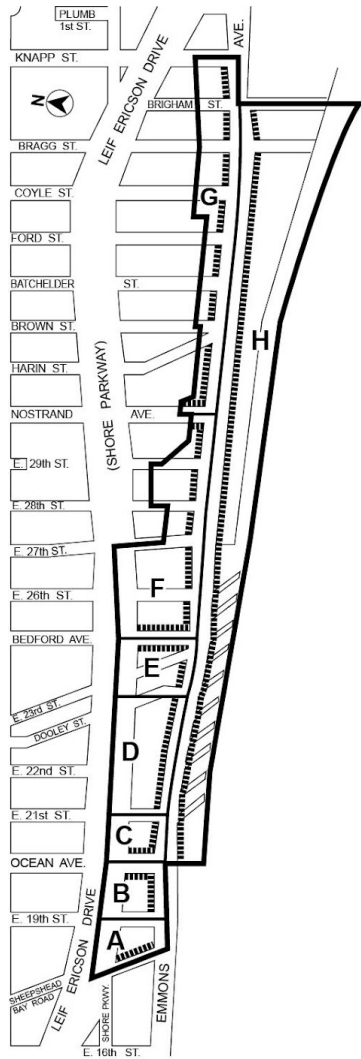 PLUMB
1st ST.
KNAPP ST.
AVE.
LEIF ERICSON DRIVE
N
BRIGHAM ST.
BRAGG ST.
COYLE ST.
G
FORD ST.
BATCHELDER ST.
BROWN ST.
H
HARIN ST.
(SHORE PARKWAY)
NOSTRAND AVE.
E. 29th ST.
E. 28th ST.
E. 27th ST.
F
E. 26th ST.
BEDFORD AVE.
E
E. 23rd ST.
DOOLEY ST.
D
E. 22nd ST.
E. 21st ST.
C
OCEAN AVE.
B
E. 19th ST.
A
LEIF ERICSON DRIVE
SHEEPSHEAD
BAY ROAD
SHORE PKWY.
EMMONS
E. 16th ST.